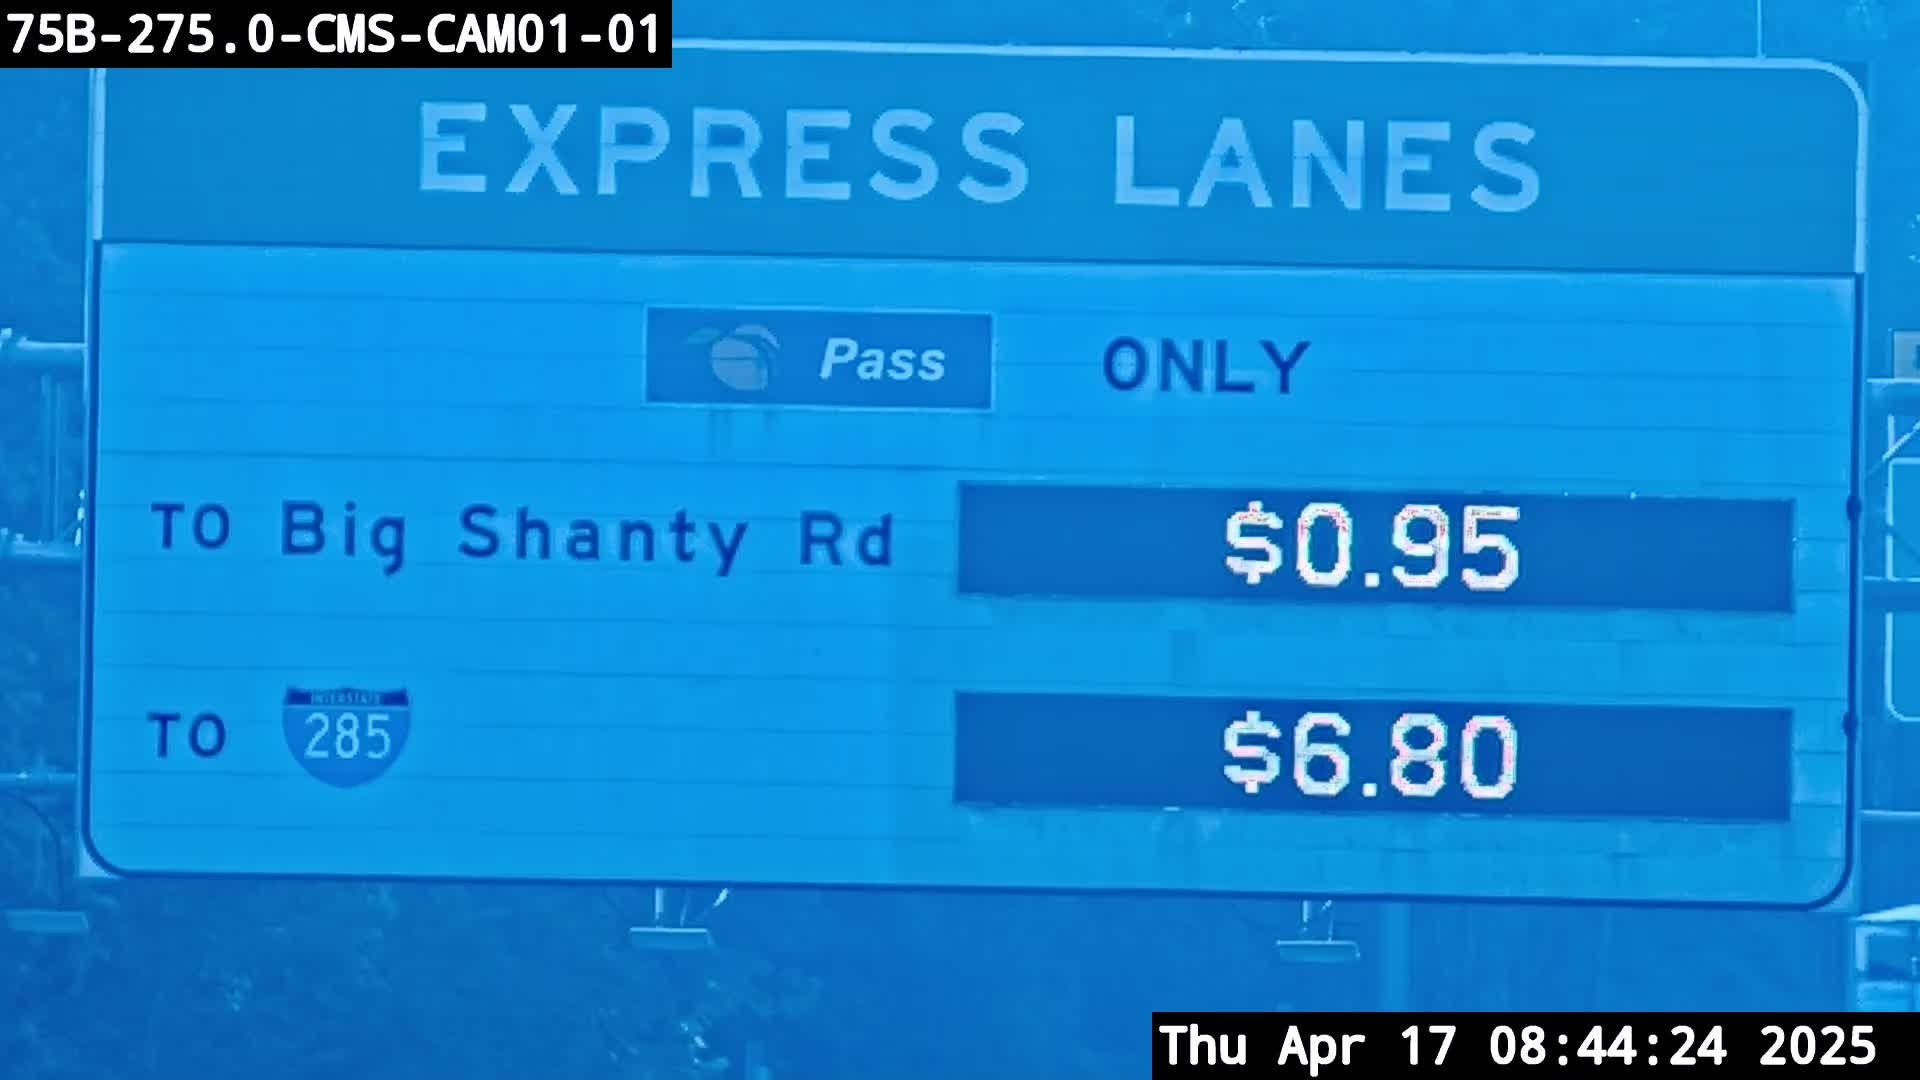 75B-275.0-CMS-CAM01-01
EXPRESS LANES
Pass ONLY
TO Big Shanty Rd $0.95
INTERSTATE
TO 285 $6.80
Thu Apr 17 08:44:24 2025